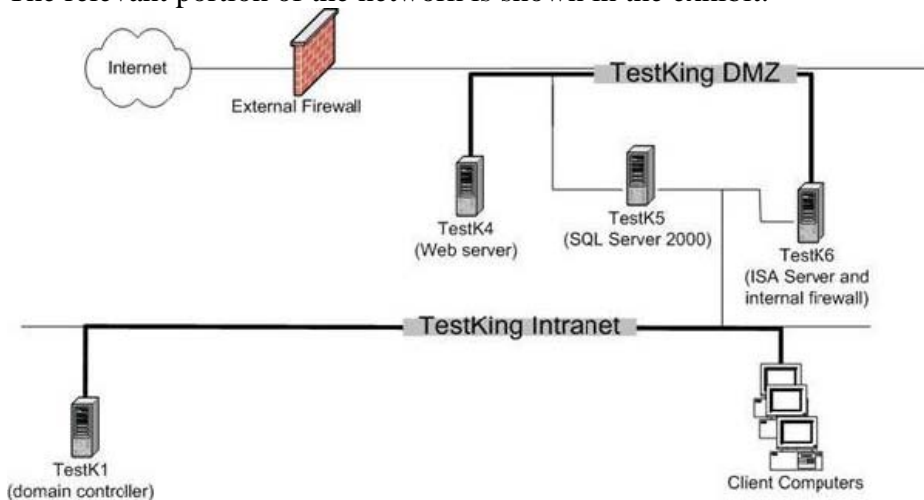 The relevant portion of the network is shown in the exhibit.
Internet
External Firewall
TestKing DMZ
TestK4
(Web server)
TestK5
(SQL Server 2000)
TestK6
(ISA Server and
internal firewall)
TestKing Intranet
TestK1
(domain controller)
Client Computers